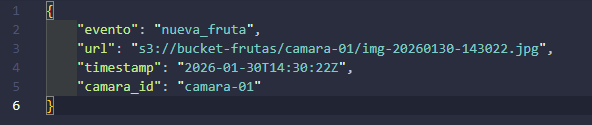 1 {
2 "evento": "nueva_fruta",
3 "url": "s3://bucket-frutas/camara-01/img-20260130-143022.jpg",
4 "timestamp": "2026-01-30T14:30:22Z",
5 "camara_id": "camara-01"
6 }